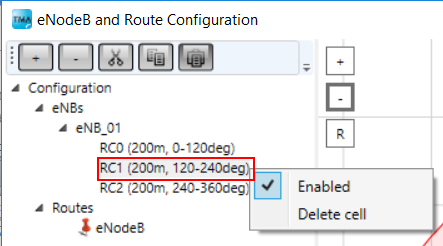 TMA eNodeB and Route Configuration
+ -
+
-
R
Configuration
eNBs
eNB_01
RC0 (200m, 0-120deg)
RC1 (200m, 120-240deg)
RC2 (200m, 240-360deg)
Routes
eNodeB
Enabled
Delete cell